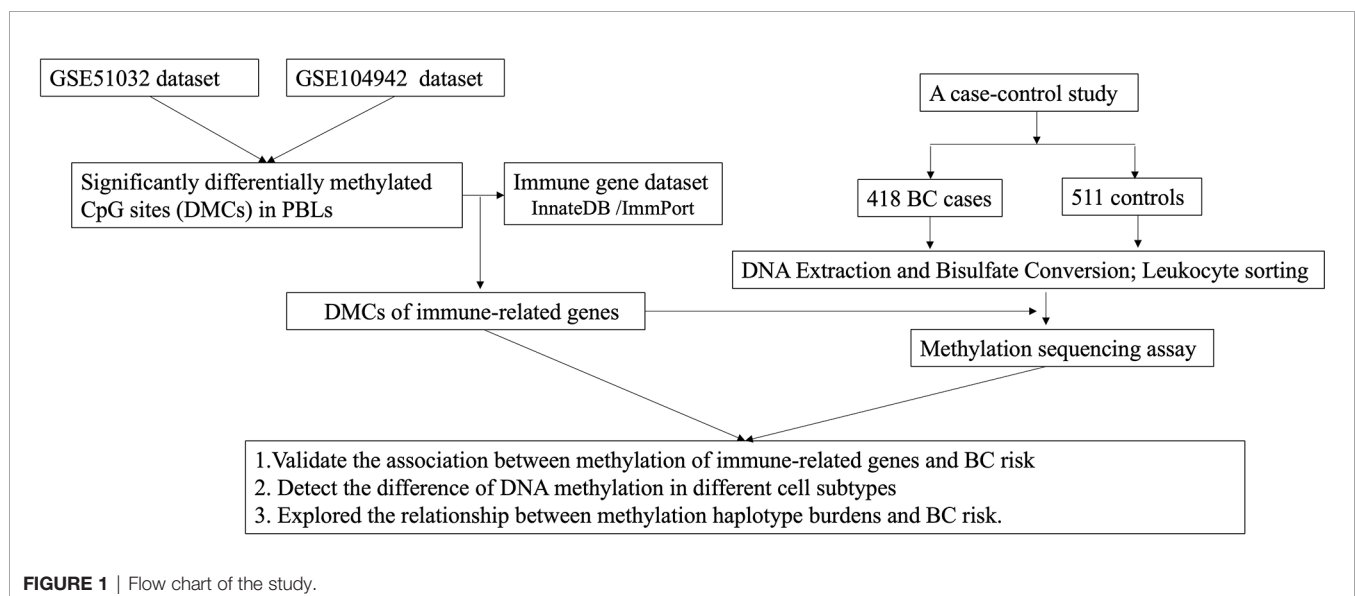 GSE51032 dataset
GSE104942 dataset
A case-control study
Significantly differentially methylated
CpG sites (DMCs) in PBLs
Immune gene dataset
InnateDB /ImmPort
418 BC cases
511 controls
DNA Extraction and Bisulfate Conversion; Leukocyte sorting
DMCs of immune-related genes
Methylation sequencing assay
1.Validate the association between methylation of immune-related genes and BC risk
2. Detect the difference of DNA methylation in different cell subtypes
3. Explored the relationship between methylation haplotype burdens and BC risk.
FIGURE 1 | Flow chart of the study.